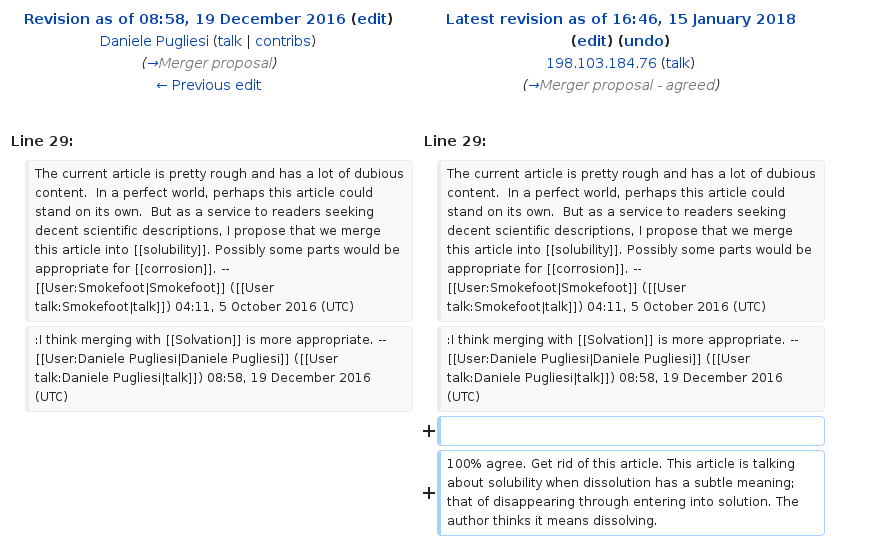 Revision as of 08:58, 19 December 2016 (edit)
Daniele Pugliesi (talk | contribs)
(→Merger proposal)
← Previous edit
Latest revision as of 16:46, 15 January 2018
(edit) (undo)
198.103.184.76 (talk)
(→Merger proposal - agreed)
Line 29:
Line 29:
The current article is pretty rough and has a lot of dubious
content.  In a perfect world, perhaps this article could
stand on its own.  But as a service to readers seeking
decent scientific descriptions, I propose that we merge
this article into [[solubility]]. Possibly some parts would be
appropriate for [[corrosion]]. --
[[User:Smokefoot|Smokefoot]] ([[User
talk:Smokefoot|talk]]) 04:11, 5 October 2016 (UTC)
The current article is pretty rough and has a lot of dubious
content.  In a perfect world, perhaps this article could
stand on its own.  But as a service to readers seeking
decent scientific descriptions, I propose that we merge
this article into [[solubility]]. Possibly some parts would be
appropriate for [[corrosion]]. --
[[User:Smokefoot|Smokefoot]] ([[User
talk:Smokefoot|talk]]) 04:11, 5 October 2016 (UTC)
:I think merging with [[Solvation]] is more appropriate. --
[[User:Daniele Pugliesi|Daniele Pugliesi]] ([[User
talk:Daniele Pugliesi|talk]]) 08:58, 19 December 2016
(UTC)
:I think merging with [[Solvation]] is more appropriate. --
[[User:Daniele Pugliesi|Daniele Pugliesi]] ([[User
talk:Daniele Pugliesi|talk]]) 08:58, 19 December 2016
(UTC)
+
+
100% agree. Get rid of this article. This article is talking
about solubility when dissolution has a subtle meaning;
that of disappearing through entering into solution. The
author thinks it means dissolving.